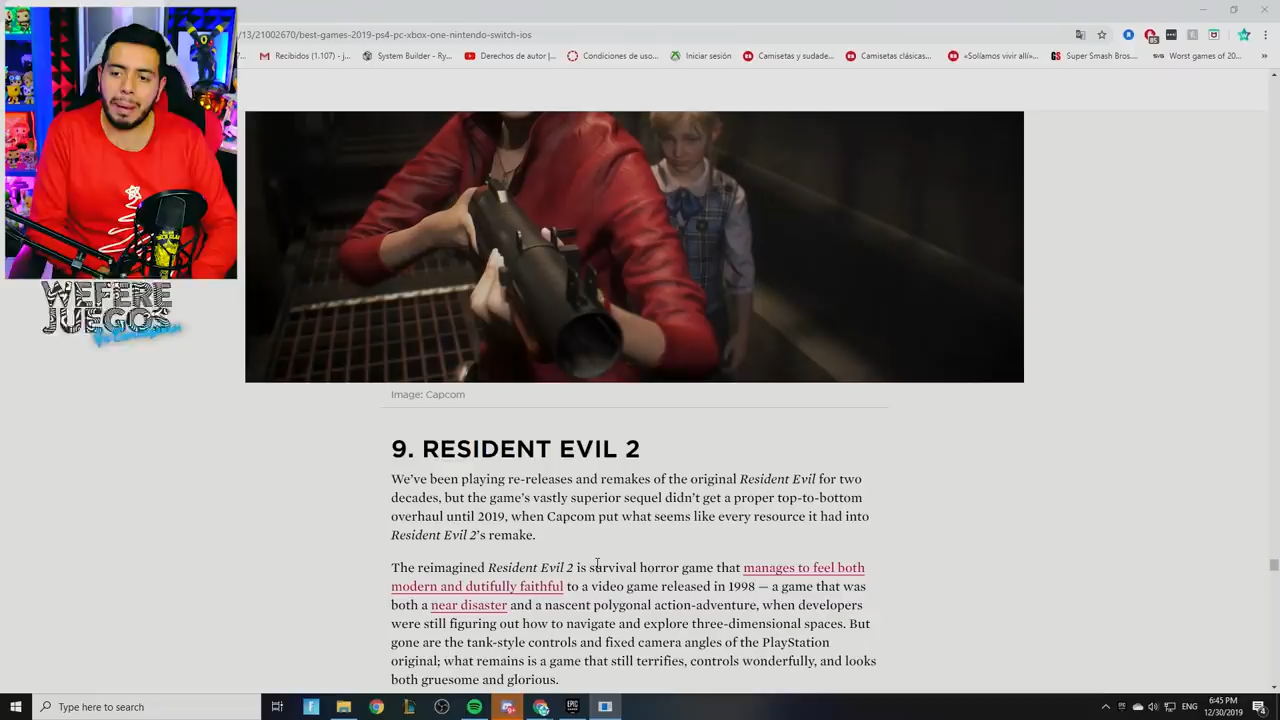 /13/21002670/best-games-2019-ps4-pc-xbox-one-nintendo-switch-ios
Recibidos (1.107) - j...
System Builder - Ry...
Derechos de autor |...
Condiciones de uso...
Iniciar sesión
Camisetas y sudade...
Camisetas clásicas,...
«Solíamos vivir allí»...
Super Smash Bros....
Worst games of 20...
WEFERE
JUEGOS
Image: Capcom
9. RESIDENT EVIL 2
We've been playing re-releases and remakes of the original Resident Evil for two
decades, but the game's vastly superior sequel didn't get a proper top-to-bottom
overhaul until 2019, when Capcom put what seems like every resource it had into
Resident Evil 2's remake.
The reimagined Resident Evil 2 is survival horror game that manages to feel both
modern and dutifully faithful to a video game released in 1998 — a game that was
both a near disaster and a nascent polygonal action-adventure, when developers
were still figuring out how to navigate and explore three-dimensional spaces. But
gone are the tank-style controls and fixed camera angles of the PlayStation
original; what remains is a game that still terrifies, controls wonderfully, and looks
both gruesome and glorious.
Type here to search
ENG
6:45 PM
12/30/2019